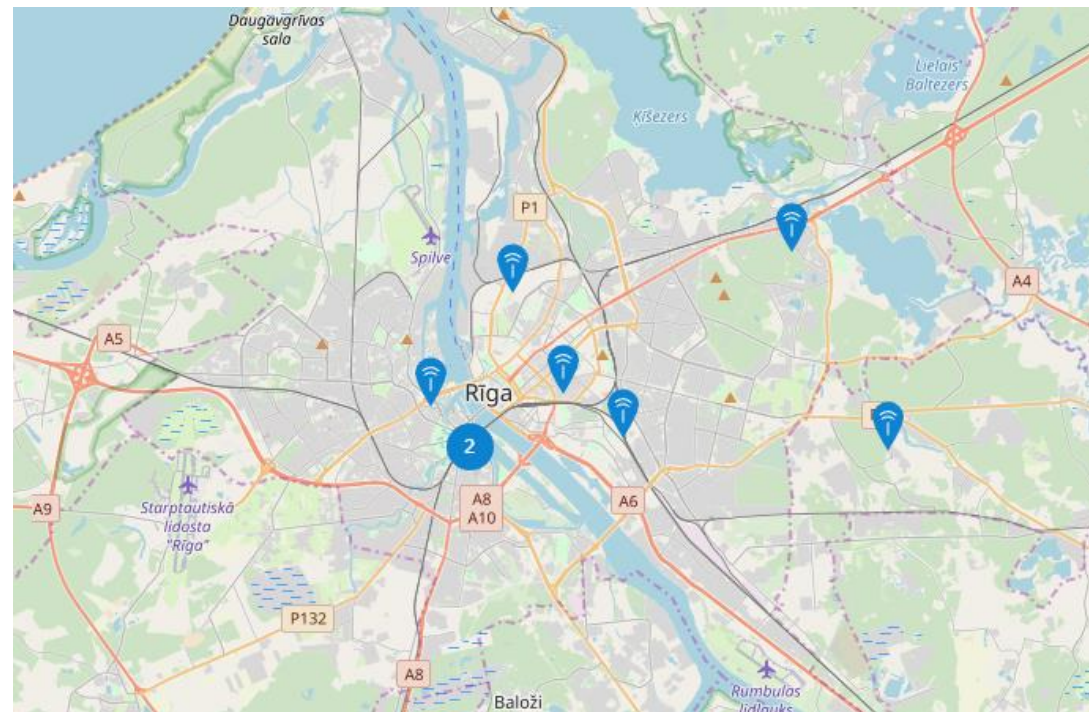 Daugavgrīvas
sala
Lielais
Baltezers
Ķīšezers
P1
Spilve
A4
A5
Rīga
2
A9
Starptautiskā
lidosta
"Rīga"
A8
A10
A6
P132
A8
Baloži
Rumbulas
lidlauks